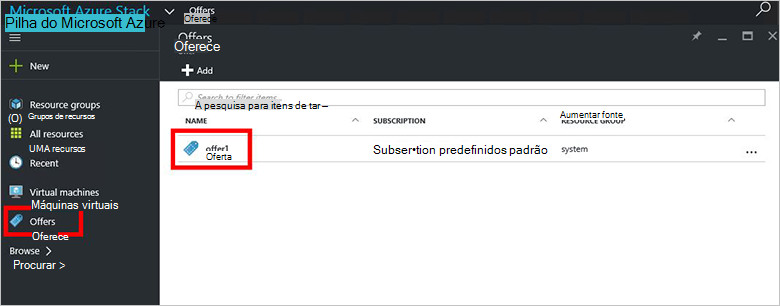 Microsoft Azure Stack
Pilha do Microsoft Azure
Offers
Oferece
Offers
Oferece
New
Add
Search to filter items...
A pesquisa para itens de tar
Resource groups
(O) Grupos de recursos
All resources
UMA recursos
Recent
Virtual machines
Máquinas virtuais
Offers
Oferece
Browse >
Procurar >
NAME
SUBSCRIPTION
Aumentar fonte,
RESOURCE GROUP
offer1
Oferta
Subser•tion predefinidos padrão
system
...